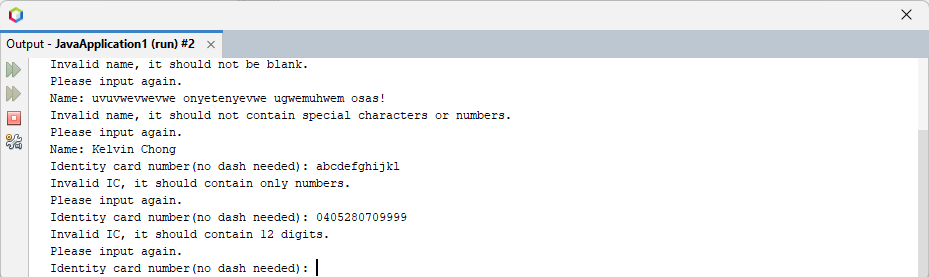 Output - JavaApplication1 (run) #2 ×
Invalid name, it should not be blank.
Please input again.
Name: uvuvwevwevwe onyetenyevwe ugwemuhwem osas!
Invalid name, it should not contain special characters or numbers.
Please input again.
Name: Kelvin Chong
Identity card number(no dash needed): abcdefghijkl
Invalid IC, it should contain only numbers.
Please input again.
Identity card number(no dash needed): 0405280709999
Invalid IC, it should contain 12 digits.
Please input again.
Identity card number(no dash needed):